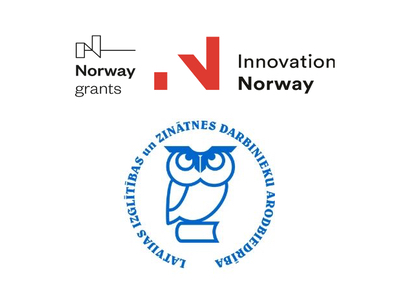 Norway
grants
Innovation
Norway
LATVIJAS IZGLĪTĪBAS un ZINĀTNES DARBINIEKU ARODBIEDRĪBA